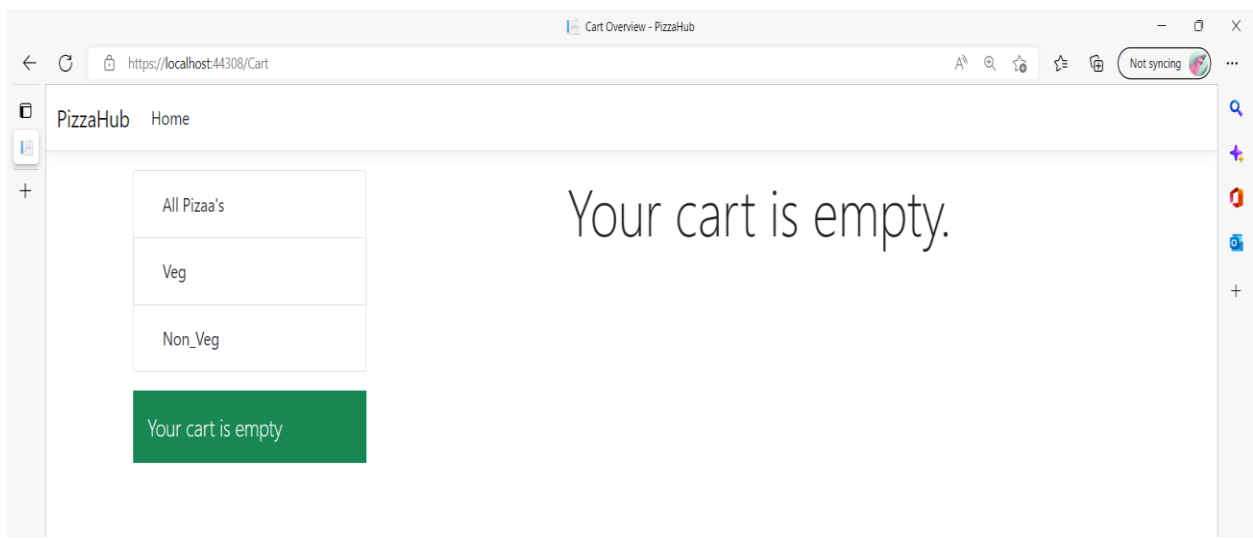 Cart Overview - PizzaHub
https://localhost:44308/Cart
Not syncing
PizzaHub Home
All Pizaa's
Veg
Non_Veg
Your cart is empty
Your cart is empty.